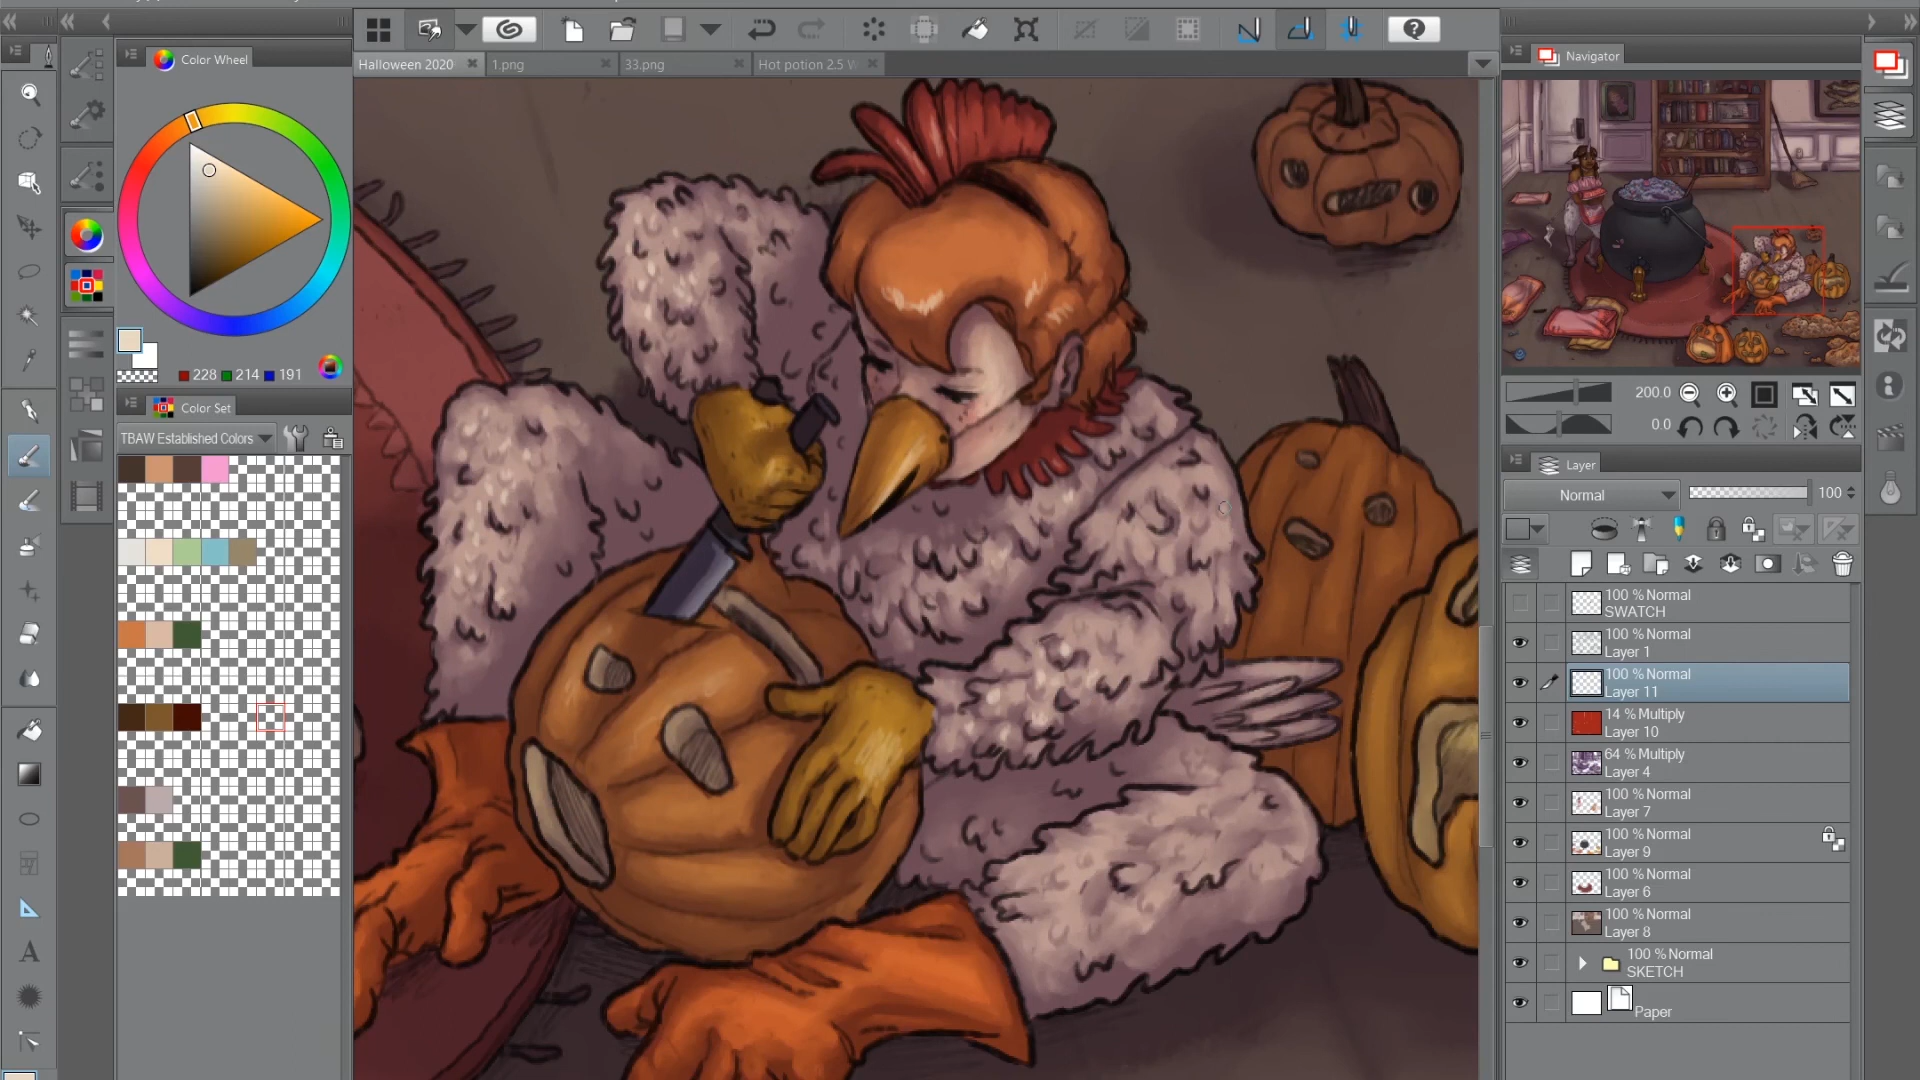 Halloween 2020
1.png
33.png
Hot potion 2.5 W
Color Wheel
228 214 191
Color Set
TBAW Established Colors
Navigator
200.0
0.0
Layer
Normal 100
100 % Normal
SWATCH
100 % Normal
Layer 1
100 % Normal
Layer 11
14 % Multiply
Layer 10
64 % Multiply
Layer 4
100 % Normal
Layer 7
100 % Normal
Layer 9
100 % Normal
Layer 6
100 % Normal
Layer 8
100 % Normal
SKETCH
Paper